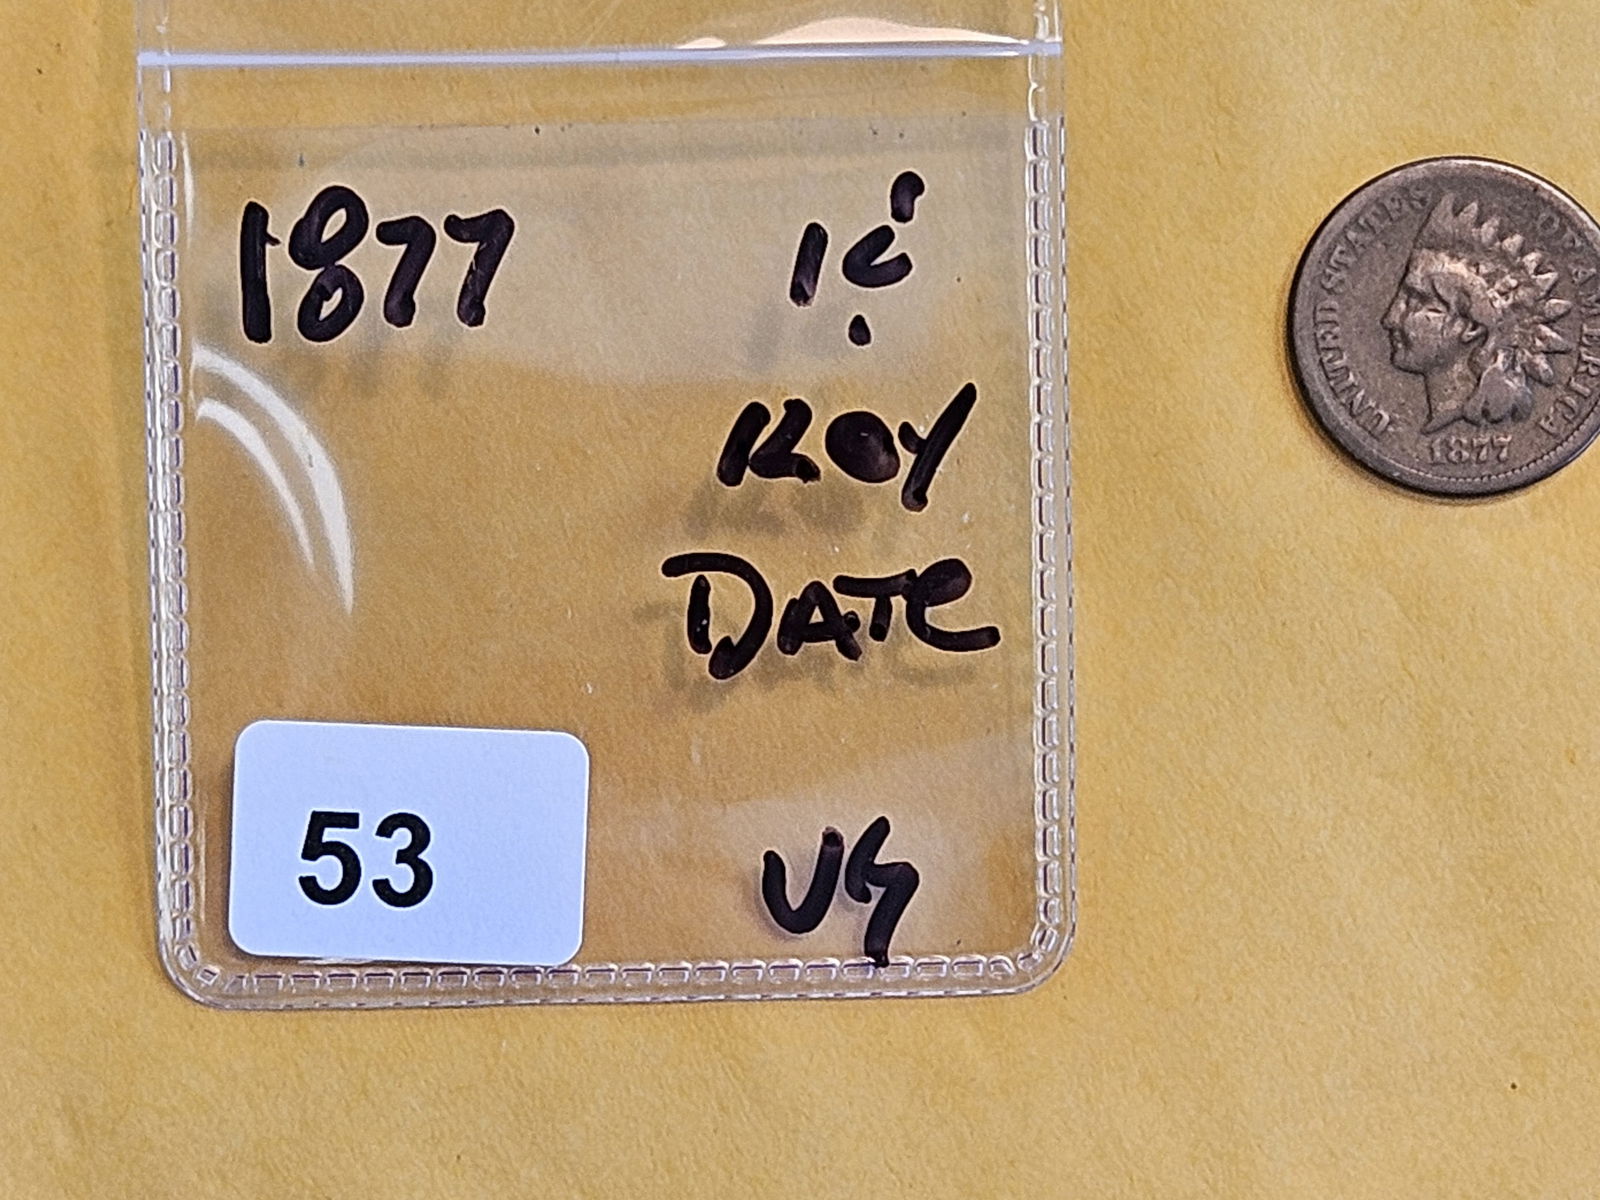 1877 1¢
KEY
DATE
53
VG
UNITED STATES OF AMERICA
1877